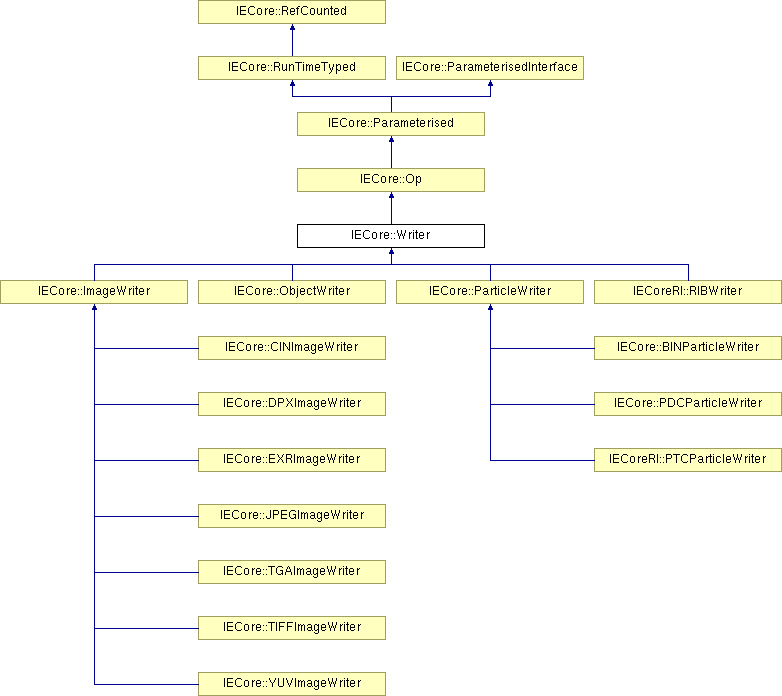 IECore::RefCounted
IECore::RunTimeTyped
IECore::ParameterisedInterface
IECore::Parameterised
IECore::Op
IECore::Writer
IECore::ImageWriter
IECore::ObjectWriter
IECore::ParticleWriter
IECoreRI::RIBWriter
IECore::CINImageWriter
IECore::BINParticleWriter
IECore::DPXImageWriter
IECore::PDCParticleWriter
IECore::EXRImageWriter
IECoreRI::PTCParticleWriter
IECore::JPEGImageWriter
IECore::TGAImageWriter
IECore::TIFFImageWriter
IECore::YUVImageWriter